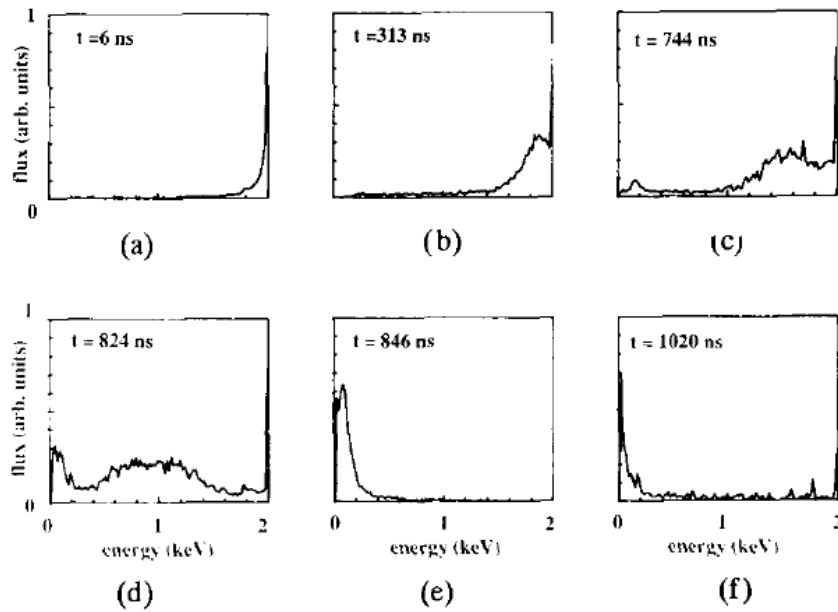 1
t =6 ns
t =313 ns
t = 744 ns
flux (arb. units)
0
(a)
(b)
(c)
1
t = 824 ns
t = 846 ns
t = 1020 ns
flux (arb. units)
0
0 1 2
0 1 2
0 1 2
energy (keV)
energy (keV)
energy (keV)
(d)
(e)
(f)